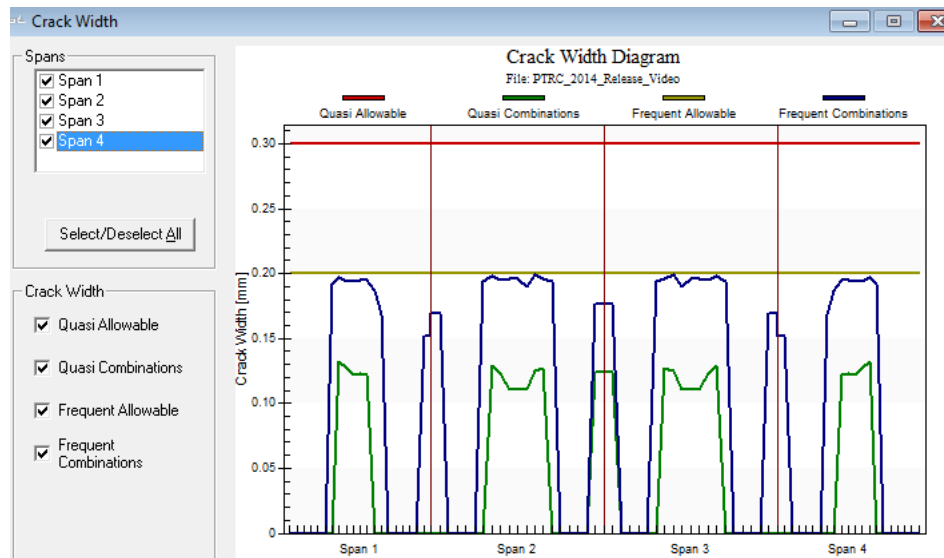 Crack Width
Spans
Span 1
Span 2
Span 3
Span 4
Select/Deselect All
Crack Width
Quasi Allowable
Quasi Combinations
Frequent Allowable
Frequent
Combinations
Crack Width Diagram
File: PTRC_2014_Release_Video
Quasi Allowable Quasi Combinations Frequent Allowable Frequent Combinations
Crack Width [mm]
0.30
0.25
0.20
0.15
0.10
0.05
0
Span 1 Span 2 Span 3 Span 4